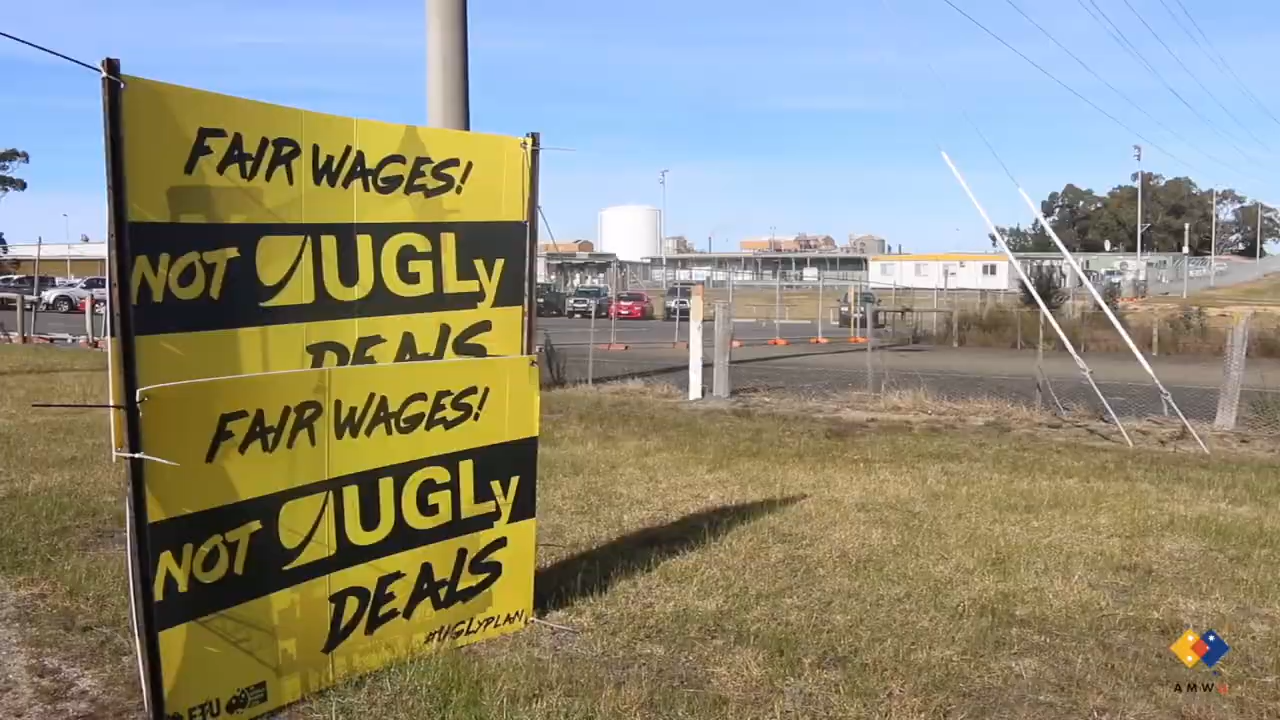 FAIR WAGES!
NOT UGLy
DEALS
FAIR WAGES!
NOT UGLy
DEALS
#UGLYPLAN
ETU
AMWU